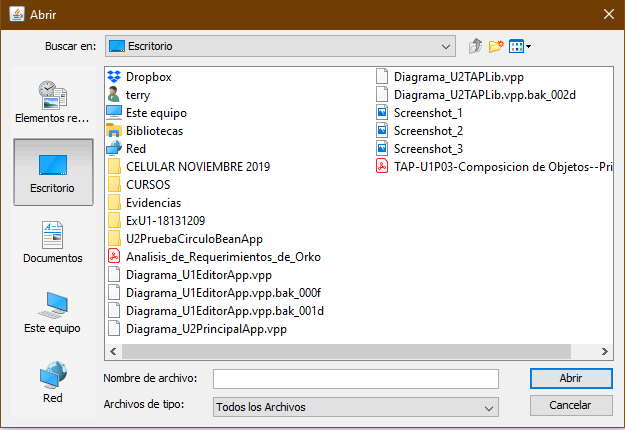 Abrir
Buscar en:
Escritorio
Elementos re...
Escritorio
Documentos
Este equipo
Red
Dropbox
terry
Este equipo
Bibliotecas
Red
CELULAR NOVIEMBRE 2019
CURSOS
Evidencias
ExU1-18131209
U2PruebaCirculoBeanApp
Analisis_de_Requerimientos_de_Orko
Diagrama_U1EditorApp.vpp
Diagrama_U1EditorApp.vpp.bak_000f
Diagrama_U1EditorApp.vpp.bak_001d
Diagrama_U2PrincipalApp.vpp
Diagrama_U2TAPLib.vpp
Diagrama_U2TAPLib.vpp.bak_002d
Screenshot_1
Screenshot_2
Screenshot_3
TAP-U1P03-Composicion de Objetos--Pri
Nombre de archivo:
Abrir
Archivos de tipo:
Todos los Archivos
Cancelar